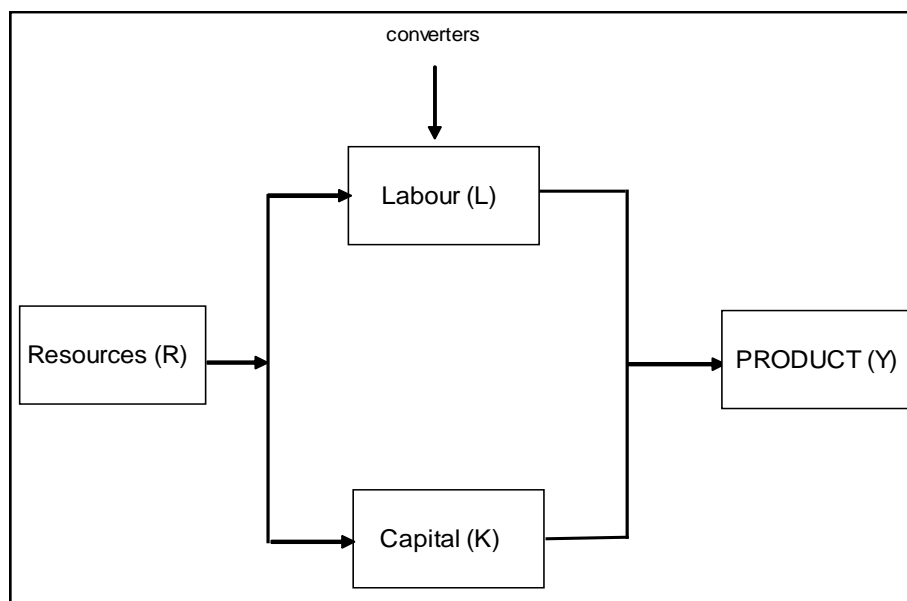 converters
Labour (L)
Resources (R)
PRODUCT (Y)
Capital (K)